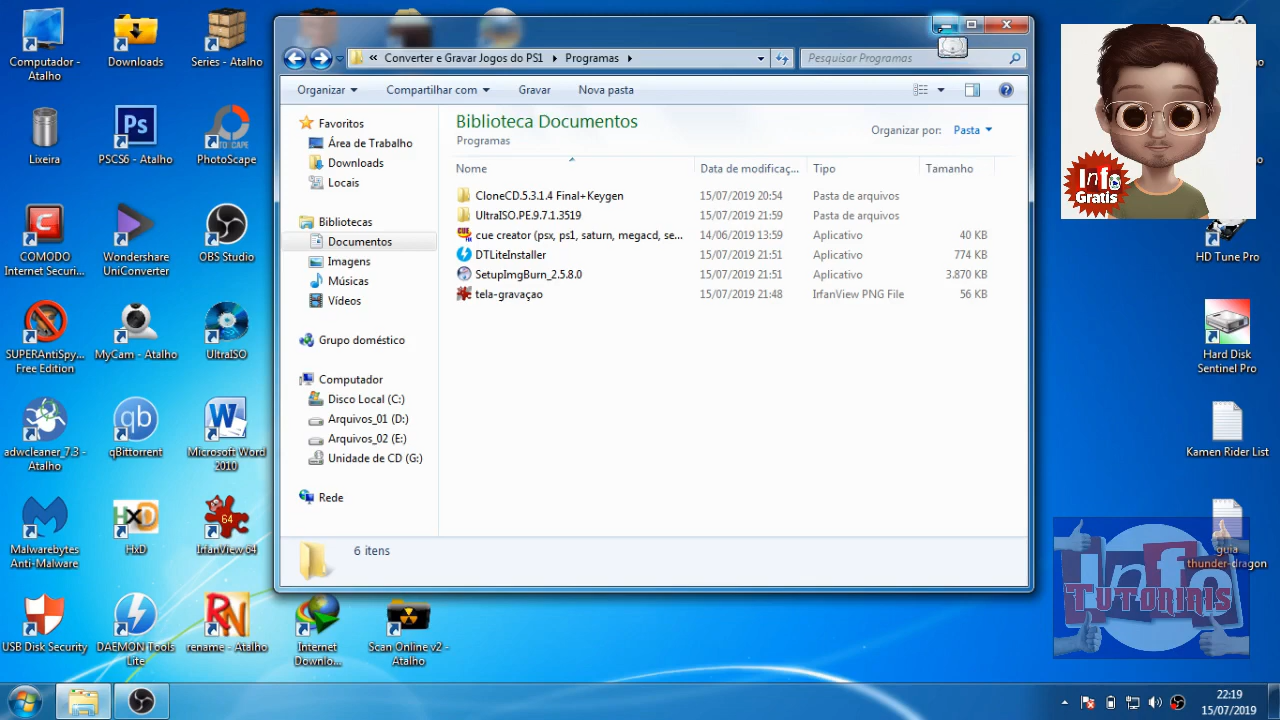 Computador -
Atalho
Downloads
Series - Atalho
Lixeira
PSCS6 - Atalho
PhotoScape
COMODO
Internet Securi...
Wondershare
UniConverter
OBS Studio
SUPERAntiSpy...
Free Edition
MyCam - Atalho
UltraISO
adwcleaner_7.3 -
Atalho
qBittorrent
Microsoft Word
2010
Malwarebytes
Anti-Malware
HxD
IrfanView 64
USB Disk Security
DAEMON Tools
Lite
rename - Atalho
Internet
Downlo...
Scan Online v2 -
Atalho
« Converter e Gravar Jogos do PS1 Programas
Pesquisar Programas
Organizar Compartilhar com Gravar Nova pasta
Favoritos
Área de Trabalho
Downloads
Locais
Bibliotecas
Documentos
Imagens
Músicas
Vídeos
Grupo doméstico
Computador
Disco Local (C:)
Arquivos_01 (D:)
Arquivos_02 (E:)
Unidade de CD (G:)
Rede
Biblioteca Documentos
Programas
Organizar por: Pasta
Nome Data de modificaç... Tipo Tamanho
CloneCD.5.3.1.4 Final+Keygen 15/07/2019 20:54 Pasta de arquivos
UltraISO.PE.9.7.1.3519 15/07/2019 21:59 Pasta de arquivos
cue creator (psx, ps1, saturn, megacd, se... 14/06/2019 13:59 Aplicativo 40 KB
DTLiteInstaller 15/07/2019 21:51 Aplicativo 774 KB
SetupImgBurn_2.5.8.0 15/07/2019 21:51 Aplicativo 3.870 KB
tela-gravaçao 15/07/2019 21:48 IrfanView PNG File 56 KB
6 itens
Info
Gratis
HD Tune Pro
Hard Disk
Sentinel Pro
Kamen Rider List
guia
thunder-dragon
Info
Tutoriais
22:19
15/07/2019